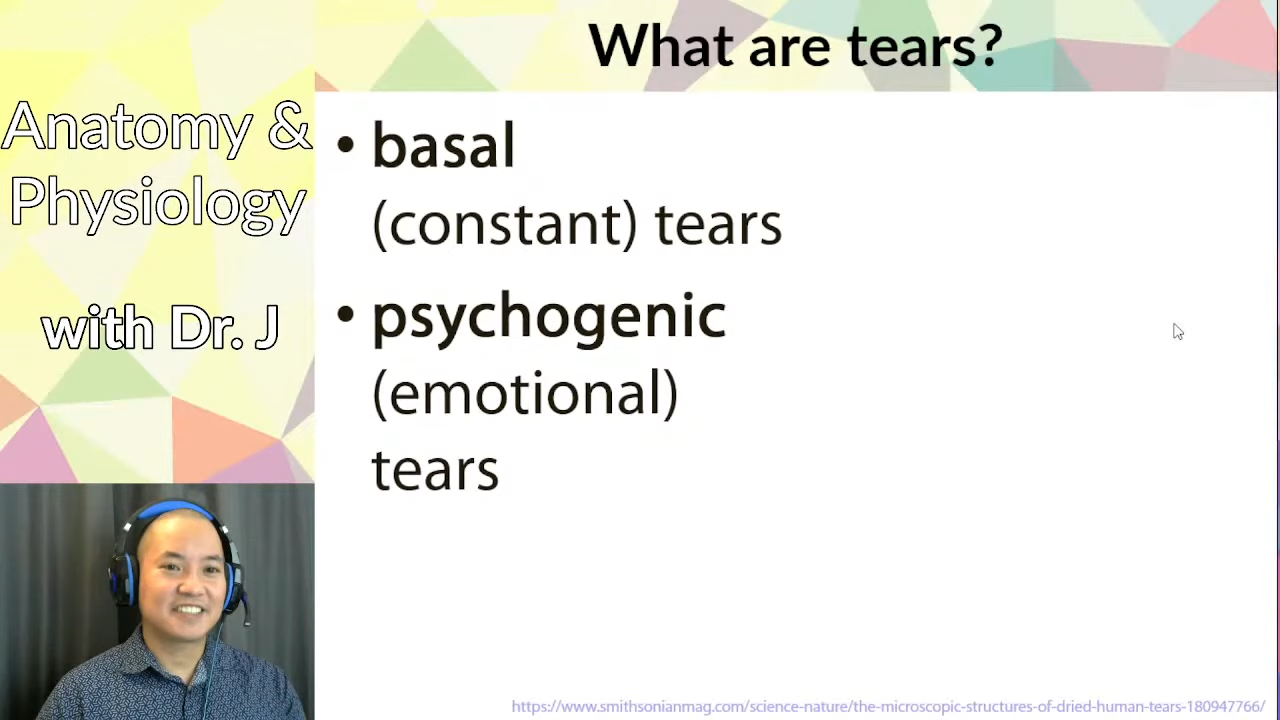 What are tears?
Anatomy &
Physiology
with Dr. J
• basal
(constant) tears
• psychogenic
(emotional)
tears
https://www.smithsonianmag.com/science-nature/the-microscopic-structures-of-dried-human-tears-180947766/